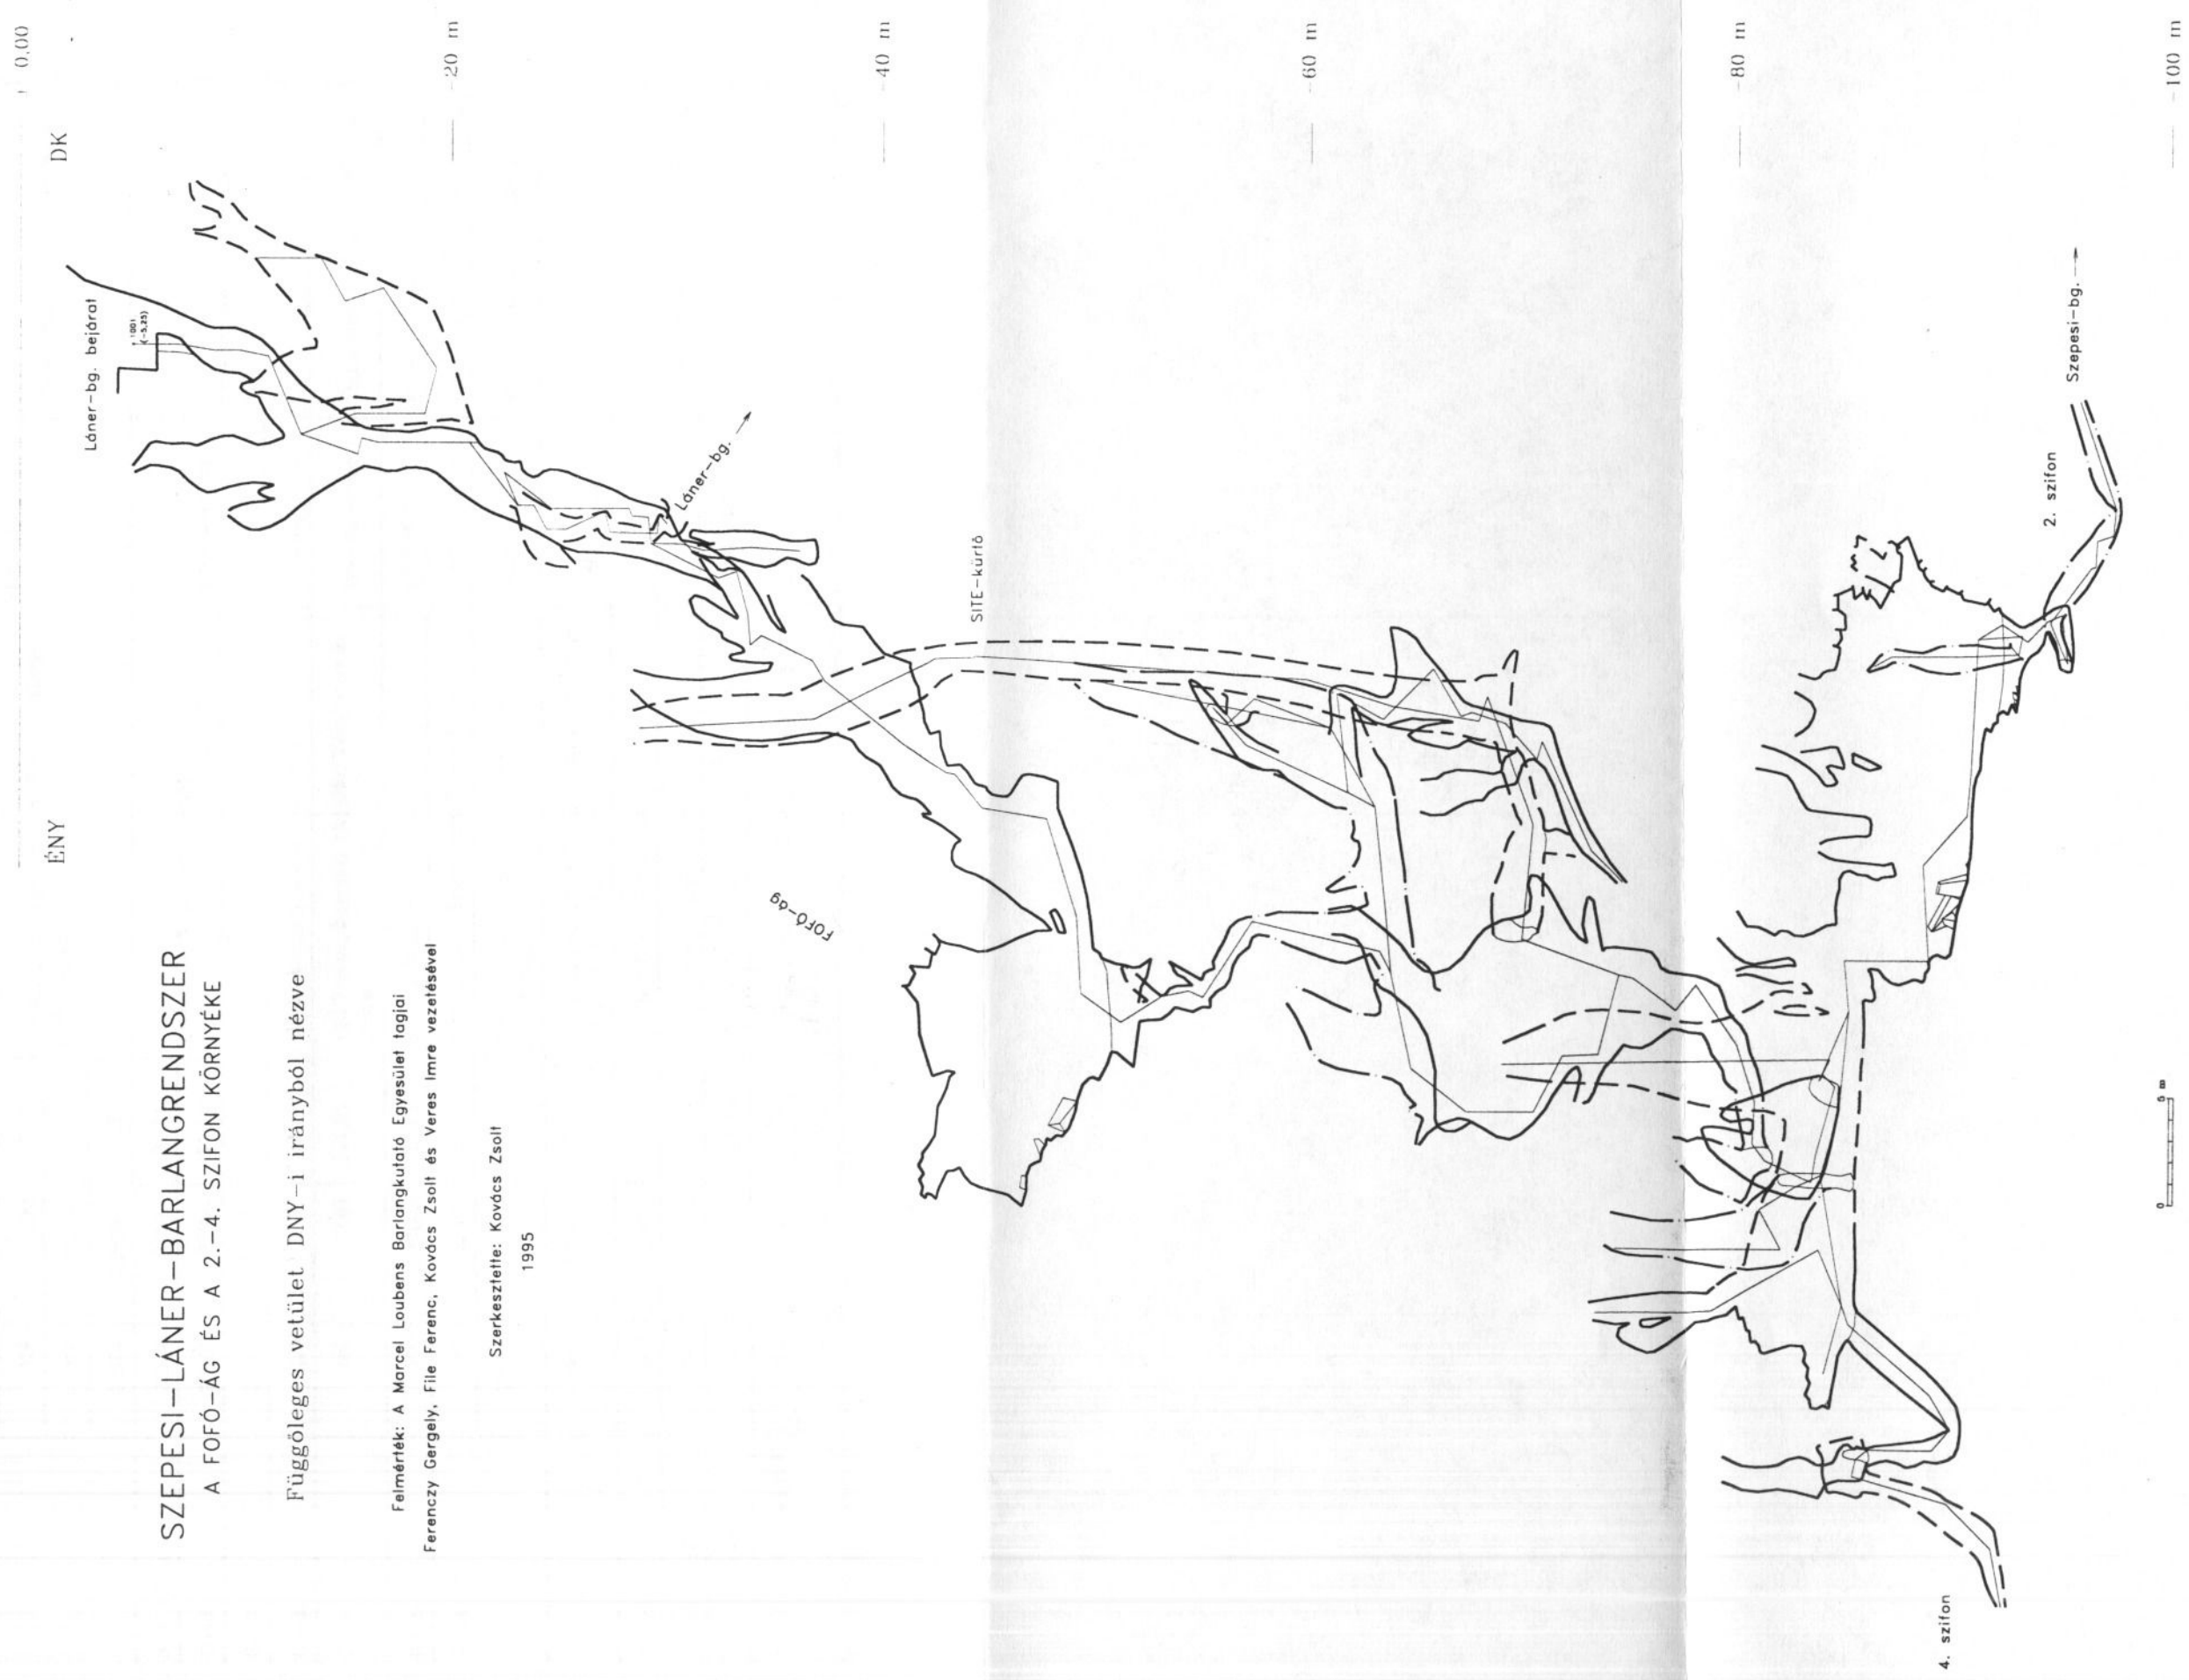 SZEPESI-LÁNER-BARLANGRENDSZER
A FOFÓ-ÁG ÉS A 2.-4. SZIFON KÖRNYÉKE
Függőleges vetület DNY-i irányból nézve
Felmérték: A Marcel Loubens Barlangkutató Egyesület tagjai
Ferenczy Gergely, File Ferenc, Kovács Zsolt és Veres Imre vezetésével
Szerkesztette: Kovács Zsolt
1995
ÉNY
DK
0.00
-20 m
-40 m
-60 m
-80 m
-100 m
Láner-bg. bejárat
1001
(-5.25)
Láner-bg.
SITE-kürtő
FOFÓ-ág
Szepesi-bg.
2. szifon
4. szifon
0 5 m